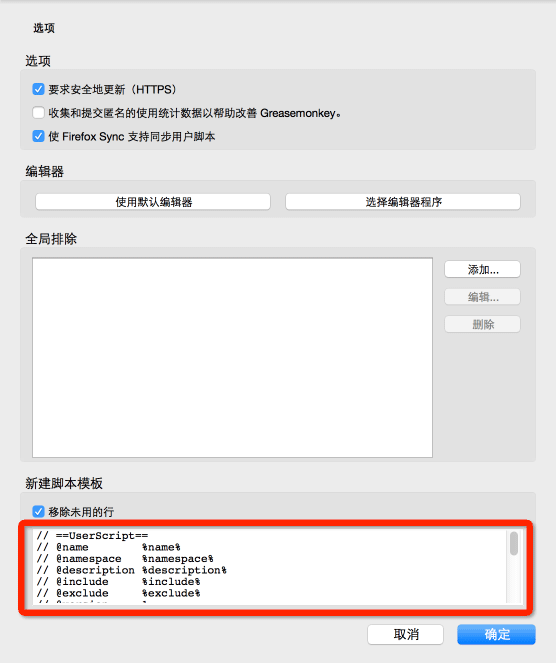 选项
选项
要求安全地更新（HTTPS）
收集和提交匿名的使用统计数据以帮助改善 Greasemonkey。
使 Firefox Sync 支持同步用户脚本
编辑器
使用默认编辑器
选择编辑器程序
全局排除
添加...
编辑...
删除
新建脚本模板
移除未用的行
// ==UserScript==
// @name        %name%
// @namespace   %namespace%
// @description %description%
// @include     %include%
// @exclude     %exclude%
// @version     1
取消
确定